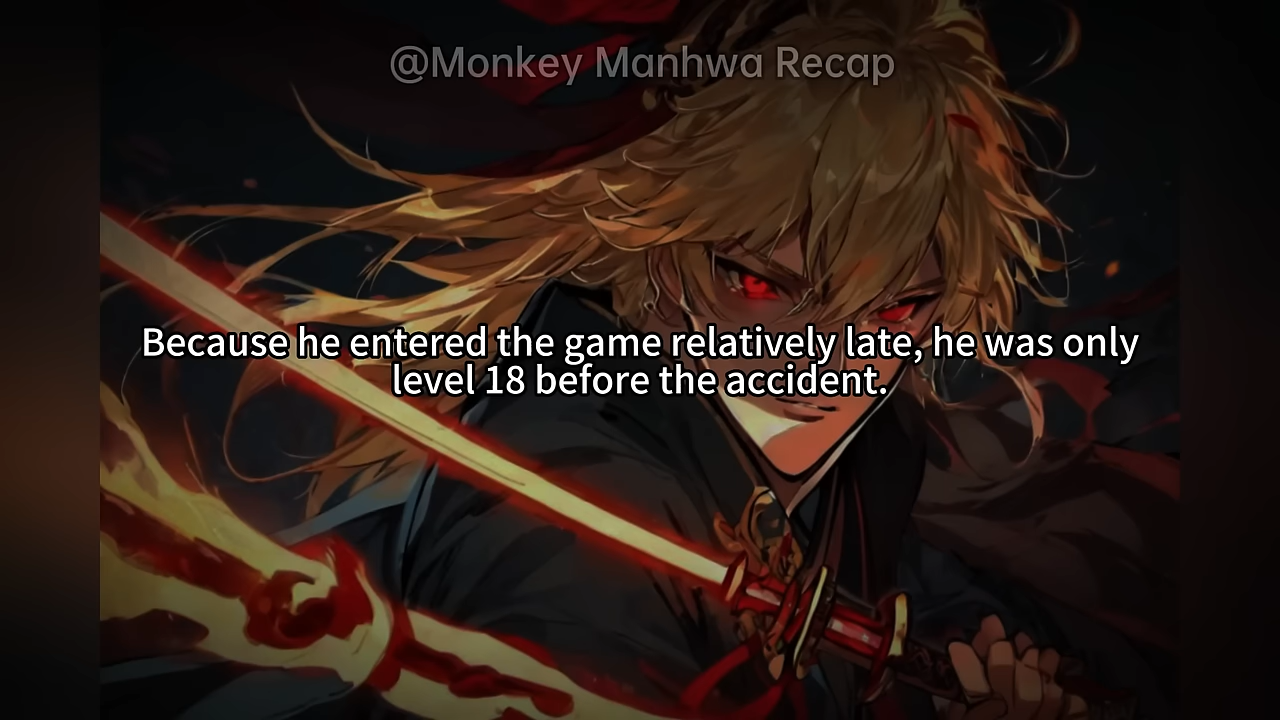 @Monkey Manhwa Recap
Because he entered the game relatively late, he was only
level 18 before the accident.